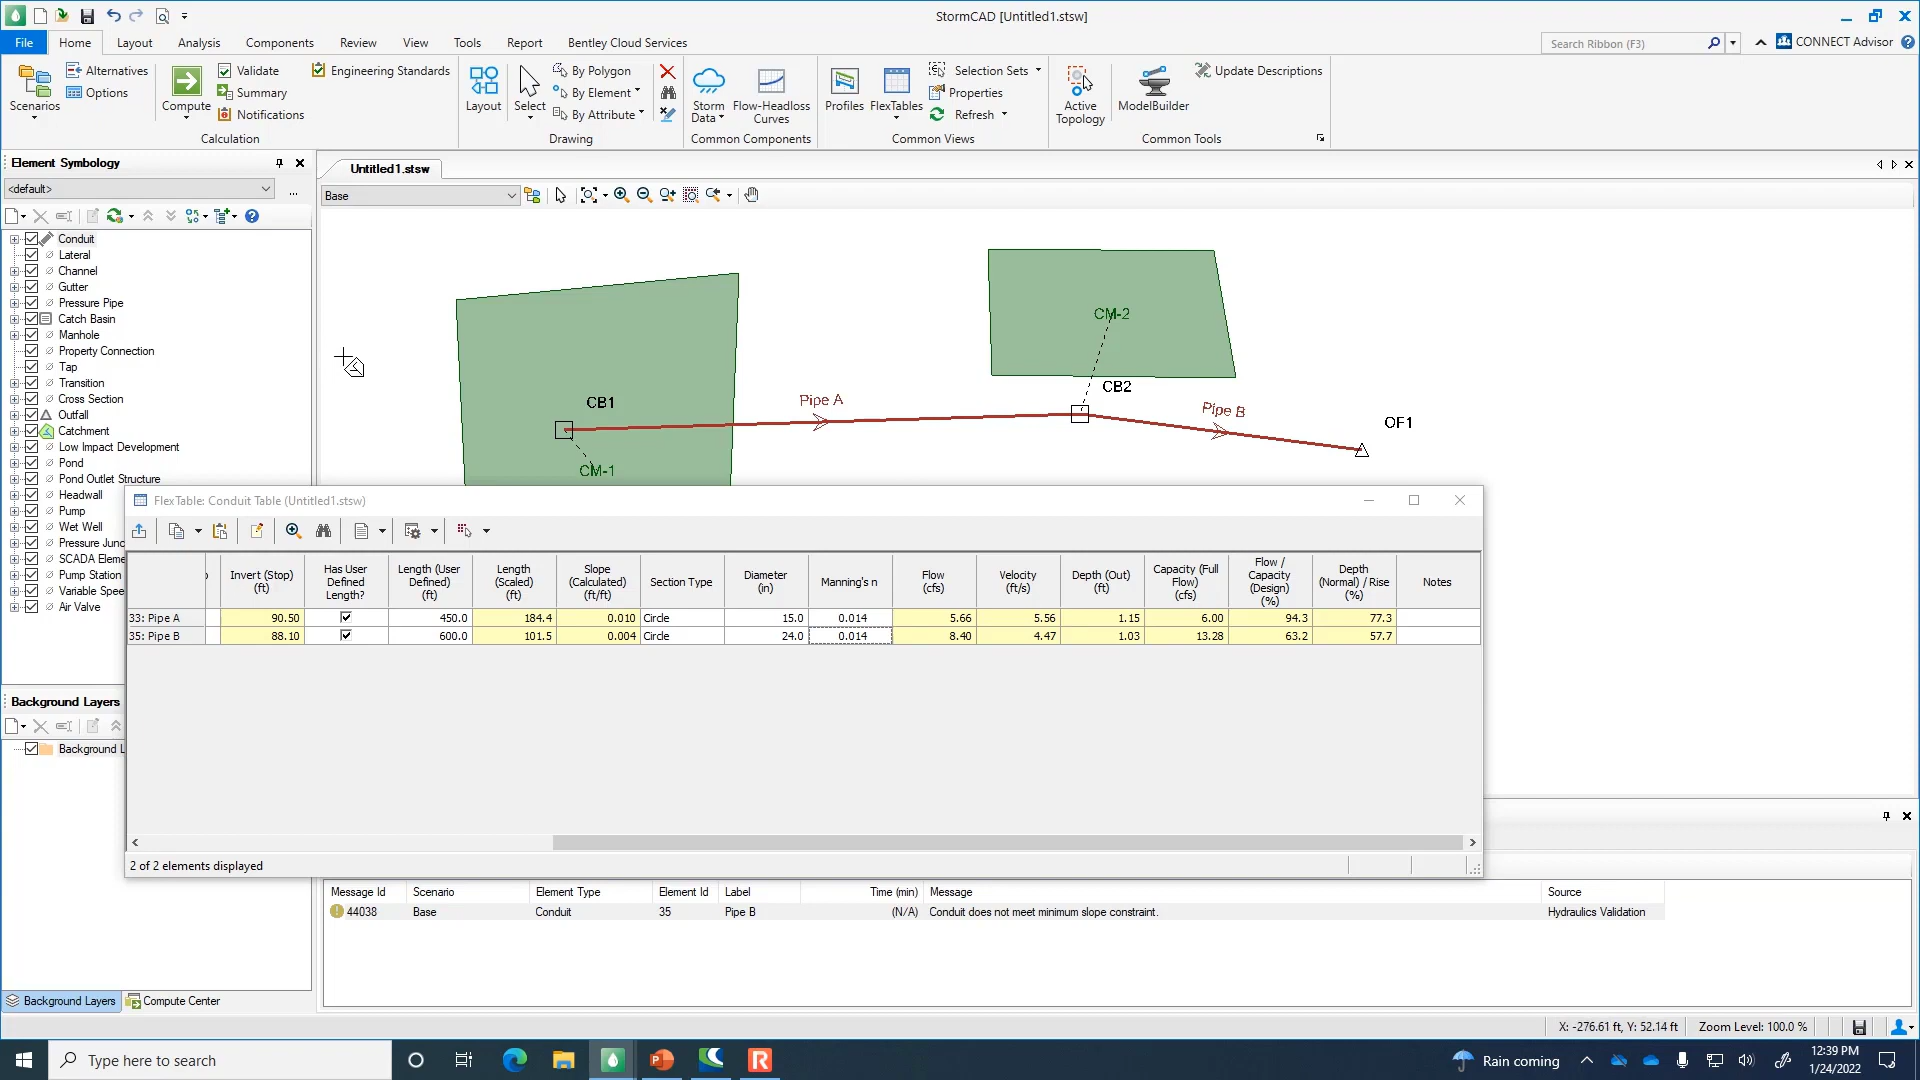 StormCAD [Untitled1.stsw]
File Home Layout Analysis Components Review View Tools Report Bentley Cloud Services
Search Ribbon (F3) CONNECT Advisor
Scenarios
Alternatives
Options
Compute
Validate
Summary
Notifications
Engineering Standards
Calculation
Layout
Select
By Polygon
By Element
By Attribute
Drawing
Storm
Data
Flow-Headloss
Curves
Common Components
Profiles
FlexTables
Selection Sets
Properties
Refresh
Common Views
Active
Topology
ModelBuilder
Update Descriptions
Common Tools
Element Symbology
<default>
...
Conduit
Lateral
Channel
Gutter
Pressure Pipe
Catch Basin
Manhole
Property Connection
Tap
Transition
Cross Section
Outfall
Catchment
Low Impact Development
Pond
Pond Outlet Structure
Headwall
Pump
Wet Well
Pressure Junc
SCADA Eleme
Pump Station
Variable Spee
Air Valve
Background Layers
Background L
Background Layers Compute Center
Untitled1.stsw
Base
CM-2
CB2
CB1
Pipe A
Pipe B
OF1
CM-1
FlexTable: Conduit Table (Untitled1.stsw)
Invert (Stop) (ft) Has User Defined Length? Length (User Defined) (ft) Length (Scaled) (ft) Slope (Calculated) (ft/ft) Section Type Diameter (in) Manning's n Flow (cfs) Velocity (ft/s) Depth (Out) (ft) Capacity (Full Flow) (cfs) Flow / Capacity (Design) (%) Depth (Normal) / Rise (%) Notes
33: Pipe A 90.50 450.0 184.4 0.010 Circle 15.0 0.014 5.66 5.56 1.15 6.00 94.3 77.3
35: Pipe B 88.10 600.0 101.5 0.004 Circle 24.0 0.014 8.40 4.47 1.03 13.28 63.2 57.7
2 of 2 elements displayed
Message Id Scenario Element Type Element Id Label Time (min) Message Source
44038 Base Conduit 35 Pipe B (N/A) Conduit does not meet minimum slope constraint. Hydraulics Validation
X: -276.61 ft, Y: 52.14 ft Zoom Level: 100.0 %
Type here to search
Rain coming
12:39 PM
1/24/2022